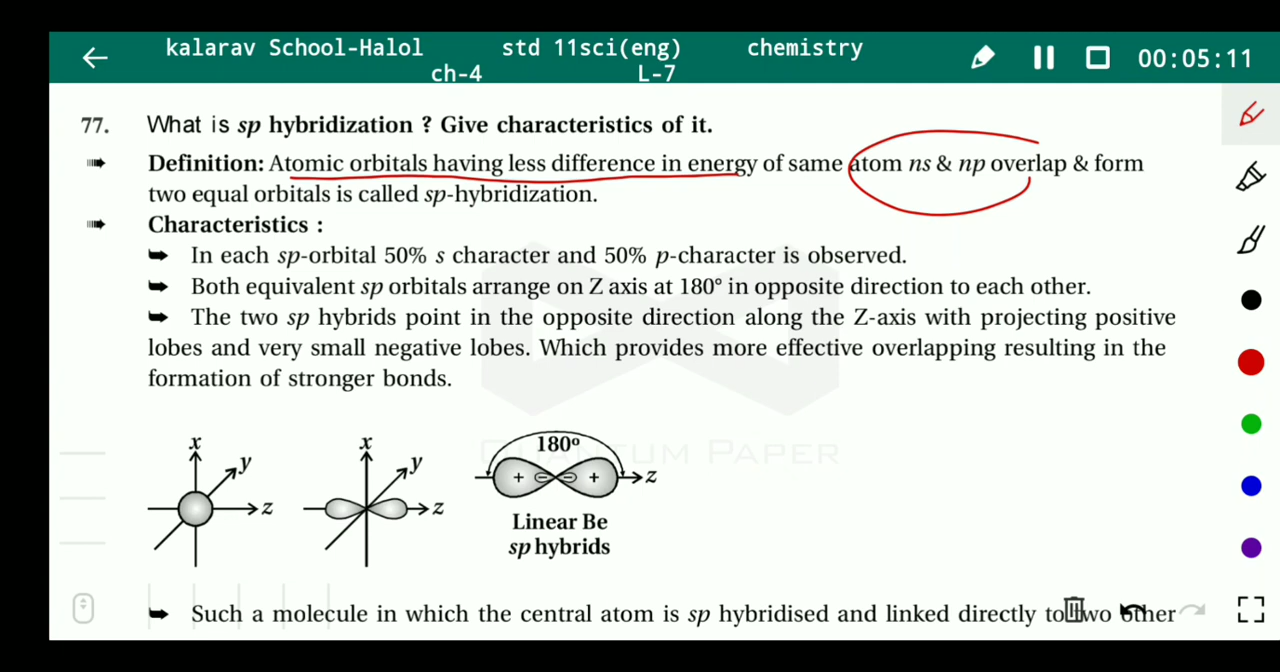 kalarav School-Halol std 11sci(eng) chemistry
ch-4 L-7
00:05:11
77. What is sp hybridization ? Give characteristics of it.
Definition: Atomic orbitals having less difference in energy of same atom ns & np overlap & form
two equal orbitals is called sp-hybridization.
Characteristics :
In each sp-orbital 50% s character and 50% p-character is observed.
Both equivalent sp orbitals arrange on Z axis at 180° in opposite direction to each other.
The two sp hybrids point in the opposite direction along the Z-axis with projecting positive
lobes and very small negative lobes. Which provides more effective overlapping resulting in the
formation of stronger bonds.
QUANTUM PAPER
x y z
x y z
180° + − − + z
Linear Be
sp hybrids
Such a molecule in which the central atom is sp hybridised and linked directly to two other